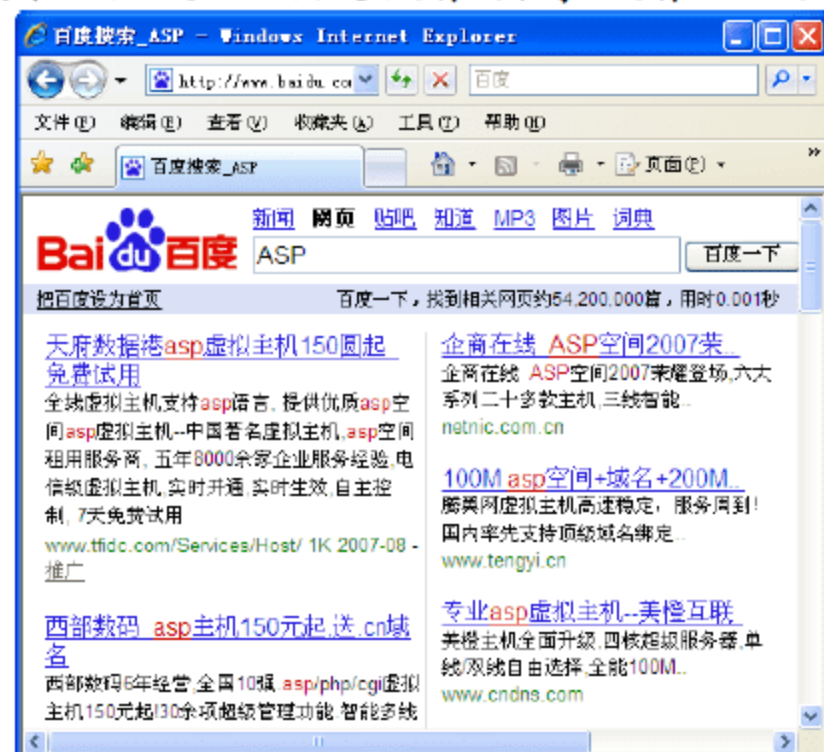 百度搜索_ASP - Windows Internet Explorer
http://www.baidu.co 百度
文件(F) 编辑(E) 查看(V) 收藏夹(A) 工具(T) 帮助(H)
百度搜索_ASP 页面(P) »
新闻 网页 贴吧 知道 MP3 图片 词典
Bai du 百度 ASP 百度一下
把百度设为首页 百度一下,找到相关网页约54,200,000篇,用时0.001秒
天府数据港asp虚拟主机150圆起
免费试用
全线虚拟主机支持asp语言, 提供优质asp空
间asp虚拟主机--中国著名虚拟主机,asp空间
租用服务商, 五年8000余家企业服务经验,电
信级虚拟主机,实时开通,实时生效,自主控
制, 7天免费试用
www.tfidc.com/Services/Host/ 1K 2007-08 -
推广
西部数码 asp主机150元起,送.cn域
名
西部数码6年经营,全国10强.asp/php/cgi虚拟
主机150元起!30余项超级管理功能.智能多线
企商在线 ASP空间2007荣..
企商在线 ASP空间2007荣耀登场,六大
系列二十多款主机,三线智能..
netnic.com.cn
100M asp空间+域名+200M..
腾翼网虚拟主机高速稳定, 服务周到!
国内率先支持顶级域名绑定..
www.tengyi.cn
专业asp虚拟主机--美橙互联
美橙主机全面升级,四核超级服务器,单
线/双线自由选择,全能100M..
www.cndns.com